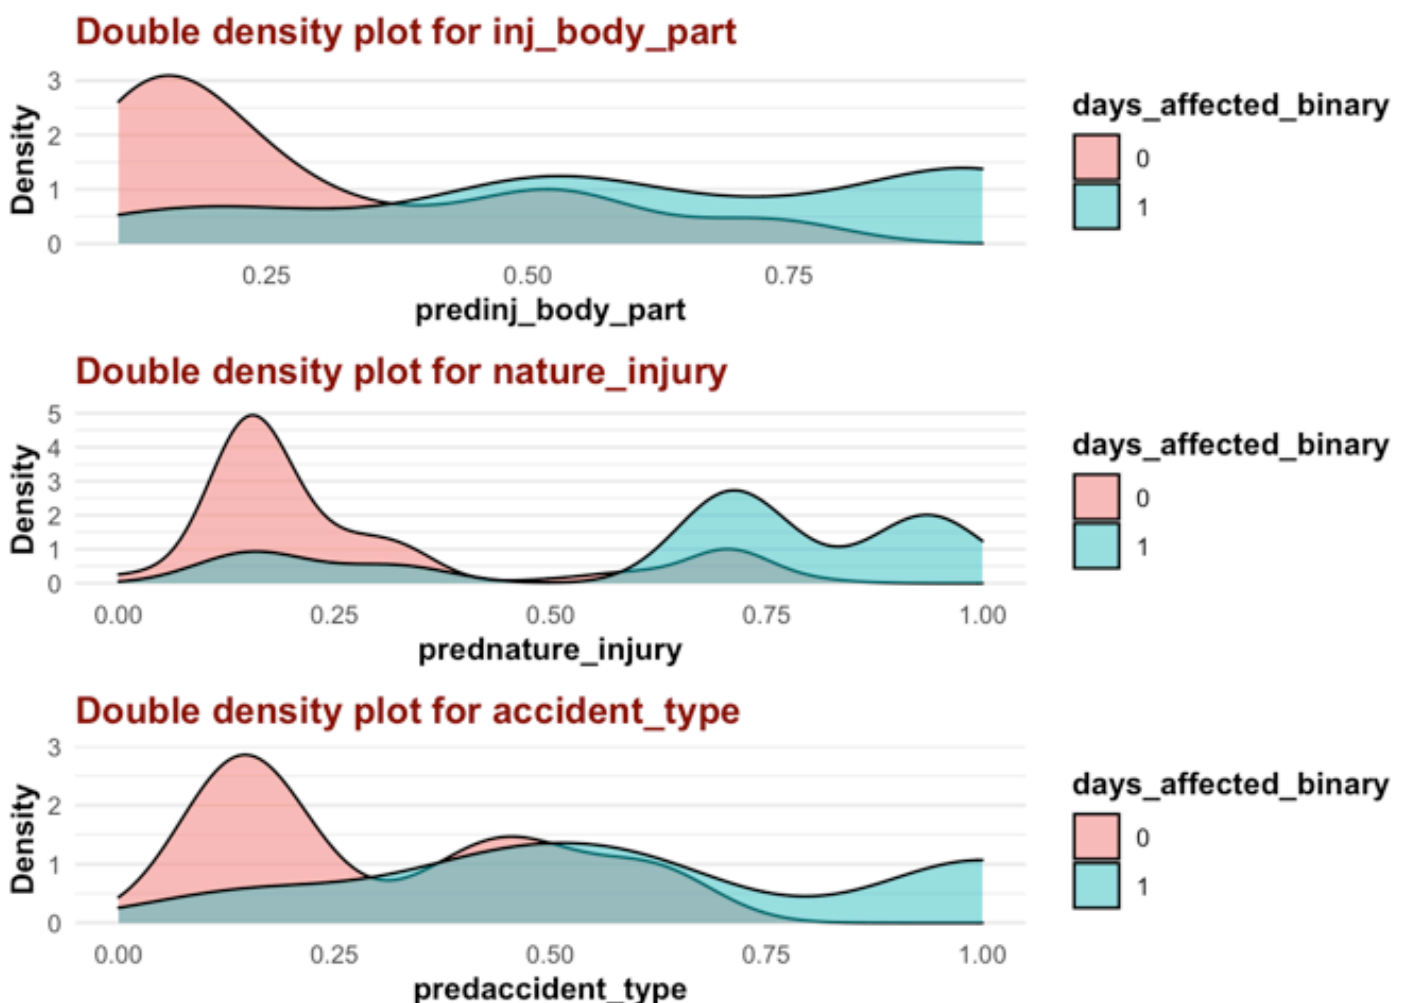 Double density plot for inj_body_part
3
2
1
0
Density
0.25 0.50 0.75
predinj_body_part
days_affected_binary
0
1
Double density plot for nature_injury
5
4
3
2
1
0
Density
0.00 0.25 0.50 0.75 1.00
prednature_injury
days_affected_binary
0
1
Double density plot for accident_type
3
2
1
0
Density
0.00 0.25 0.50 0.75 1.00
predaccident_type
days_affected_binary
0
1